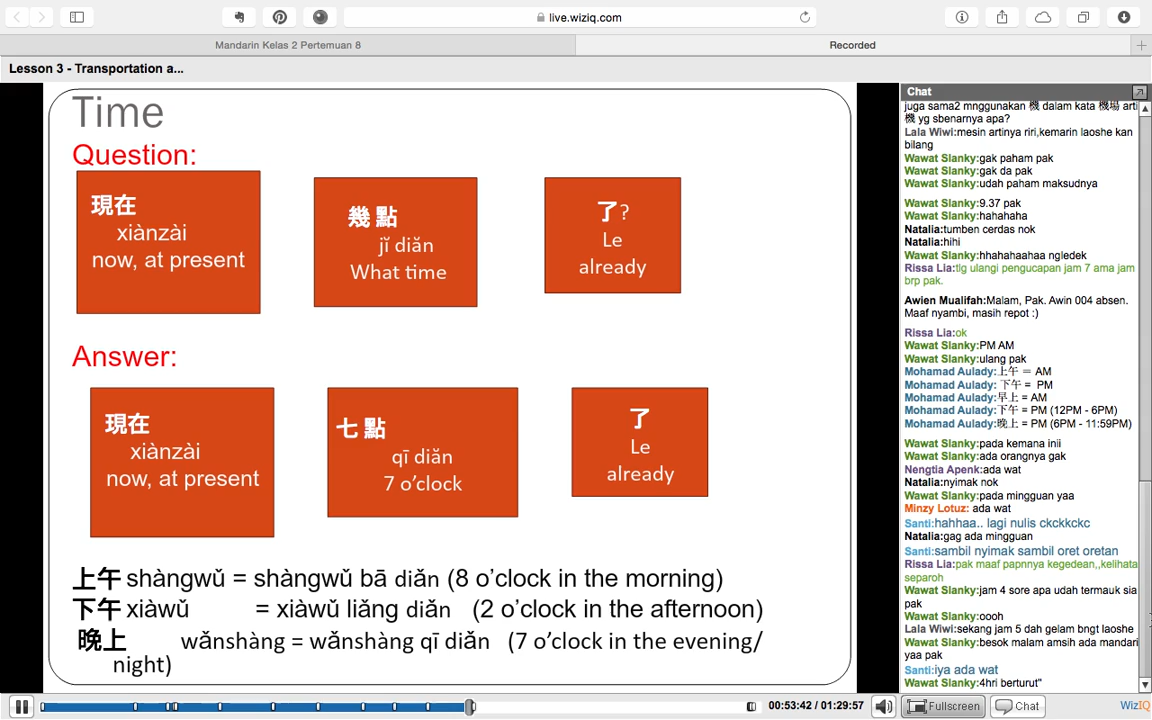 live.wiziq.com
Mandarin Kelas 2 Pertemuan 8
Recorded
Lesson 3 - Transportation a...
Time
Question:
現在
xiànzài
now, at present
幾 點
jĭ diăn
What time
了?
Le
already
Answer:
現在
xiànzài
now, at present
七 點
qī diăn
7 o’clock
了
Le
already
上午 shàngwŭ = shàngwŭ bā diăn (8 o’clock in the morning)
下午 xiàwŭ = xiàwŭ liăng diăn (2 o’clock in the afternoon)
晚上 wănshàng = wănshàng qī diăn (7 o’clock in the evening/
night)
Chat
juga sama2 mnggunakan 機 dalam kata 機場 arti
機 yg sbenarnya apa?
Lala Wiwi:mesin artinya riri,kemarin laoshe kan
bilang
Wawat Slanky:gak paham pak
Wawat Slanky:gak da pak
Wawat Slanky:udah paham maksudnya
Wawat Slanky:9.37 pak
Wawat Slanky:hahahaha
Natalia:tumben cerdas nok
Natalia:hihi
Wawat Slanky:hhahahaahaa ngledek
Rissa Lia:tlg ulangi pengucapan jam 7 ama jam
brp pak.
Awien Mualifah:Malam, Pak. Awin 004 absen.
Maaf nyambi, masih repot :)
Rissa Lia:ok
Wawat Slanky:PM AM
Wawat Slanky:ulang pak
Mohamad Aulady:上午 = AM
Mohamad Aulady: 下午 = PM
Mohamad Aulady:早上 = AM
Mohamad Aulady:下午 = PM (12PM - 6PM)
Mohamad Aulady:晚上 = PM (6PM - 11:59PM)
Wawat Slanky:pada kemana inii
Wawat Slanky:ada orangnya gak
Nengtia Apenk:ada wat
Natalia:nyimak nok
Wawat Slanky:pada mingguan yaa
Minzy Lotuz: ada wat
Santi:hahhaa.. lagi nulis ckckkckc
Natalia:gag ada mingguan
Santi:sambil nyimak sambil oret oretan
Rissa Lia:pak maaf papnnya kegedean,,kelihata
separoh
Wawat Slanky:jam 4 sore apa udah termauk sia
pak
Wawat Slanky:oooh
Lala Wiwi:sekang jam 5 dah gelam bngt laoshe
Wawat Slanky:besok malam amsih ada mandari
yaa pak
Santi:iya ada wat
Wawat Slanky:4hri berturut"
00:53:42 / 01:29:57
Fullscreen
Chat
WizIQ